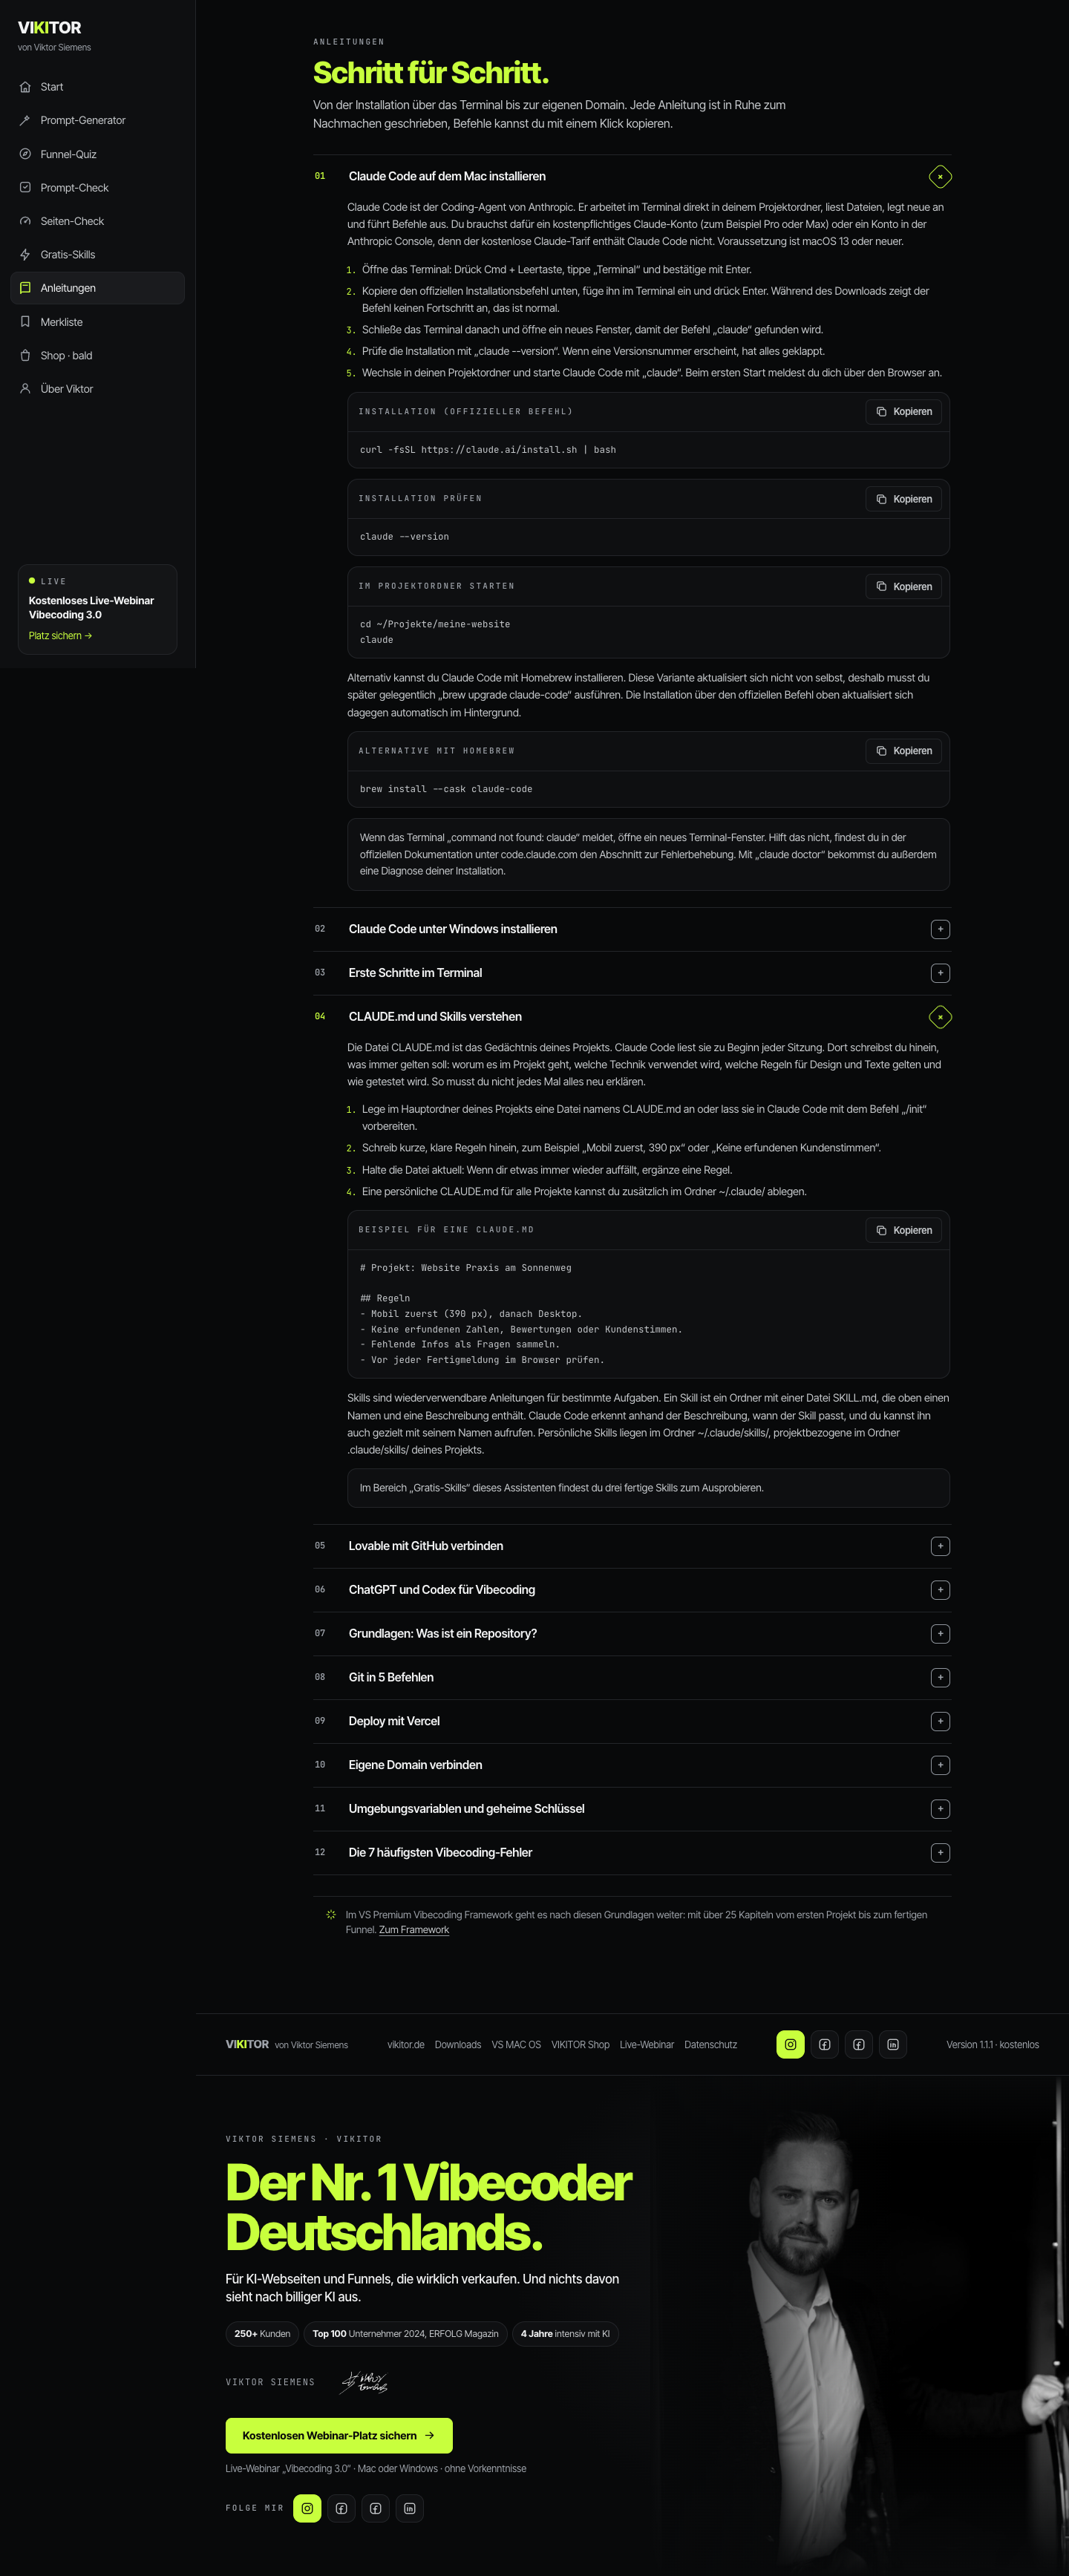 VIKITOR
von Viktor Siemens
Start
Prompt-Generator
Funnel-Quiz
Prompt-Check
Seiten-Check
Gratis-Skills
Anleitungen
Merkliste
Shop · bald
Über Viktor
LIVE
Kostenloses Live-Webinar
Vibecoding 3.0
Platz sichern →
ANLEITUNGEN
Schritt für Schritt.
Von der Installation über das Terminal bis zur eigenen Domain. Jede Anleitung ist in Ruhe zum
Nachmachen geschrieben, Befehle kannst du mit einem Klick kopieren.
01 Claude Code auf dem Mac installieren
Claude Code ist der Coding-Agent von Anthropic. Er arbeitet im Terminal direkt in deinem Projektordner, liest Dateien, legt neue an
und führt Befehle aus. Du brauchst dafür ein kostenpflichtiges Claude-Konto (zum Beispiel Pro oder Max) oder ein Konto in der
Anthropic Console, denn der kostenlose Claude-Tarif enthält Claude Code nicht. Voraussetzung ist macOS 13 oder neuer.
1. Öffne das Terminal: Drück Cmd + Leertaste, tippe „Terminal“ und bestätige mit Enter.
2. Kopiere den offiziellen Installationsbefehl unten, füge ihn im Terminal ein und drück Enter. Während des Downloads zeigt der
Befehl keinen Fortschritt an, das ist normal.
3. Schließe das Terminal danach und öffne ein neues Fenster, damit der Befehl „claude“ gefunden wird.
4. Prüfe die Installation mit „claude --version“. Wenn eine Versionsnummer erscheint, hat alles geklappt.
5. Wechsle in deinen Projektordner und starte Claude Code mit „claude“. Beim ersten Start meldest du dich über den Browser an.
INSTALLATION (OFFIZIELLER BEFEHL) Kopieren
curl -fsSL https://claude.ai/install.sh | bash
INSTALLATION PRÜFEN Kopieren
claude --version
IM PROJEKTORDNER STARTEN Kopieren
cd ~/Projekte/meine-website
claude
Alternativ kannst du Claude Code mit Homebrew installieren. Diese Variante aktualisiert sich nicht von selbst, deshalb musst du
später gelegentlich „brew upgrade claude-code“ ausführen. Die Installation über den offiziellen Befehl oben aktualisiert sich
dagegen automatisch im Hintergrund.
ALTERNATIVE MIT HOMEBREW Kopieren
brew install --cask claude-code
Wenn das Terminal „command not found: claude“ meldet, öffne ein neues Terminal-Fenster. Hilft das nicht, findest du in der
offiziellen Dokumentation unter code.claude.com den Abschnitt zur Fehlerbehebung. Mit „claude doctor“ bekommst du außerdem
eine Diagnose deiner Installation.
02 Claude Code unter Windows installieren
03 Erste Schritte im Terminal
04 CLAUDE.md und Skills verstehen
Die Datei CLAUDE.md ist das Gedächtnis deines Projekts. Claude Code liest sie zu Beginn jeder Sitzung. Dort schreibst du hinein,
was immer gelten soll: worum es im Projekt geht, welche Technik verwendet wird, welche Regeln für Design und Texte gelten und
wie getestet wird. So musst du nicht jedes Mal alles neu erklären.
1. Lege im Hauptordner deines Projekts eine Datei namens CLAUDE.md an oder lass sie in Claude Code mit dem Befehl „/init“
vorbereiten.
2. Schreib kurze, klare Regeln hinein, zum Beispiel „Mobil zuerst, 390 px“ oder „Keine erfundenen Kundenstimmen“.
3. Halte die Datei aktuell: Wenn dir etwas immer wieder auffällt, ergänze eine Regel.
4. Eine persönliche CLAUDE.md für alle Projekte kannst du zusätzlich im Ordner ~/.claude/ ablegen.
BEISPIEL FÜR EINE CLAUDE.MD Kopieren
# Projekt: Website Praxis am Sonnenweg
## Regeln
- Mobil zuerst (390 px), danach Desktop.
- Keine erfundenen Zahlen, Bewertungen oder Kundenstimmen.
- Fehlende Infos als Fragen sammeln.
- Vor jeder Fertigmeldung im Browser prüfen.
Skills sind wiederverwendbare Anleitungen für bestimmte Aufgaben. Ein Skill ist ein Ordner mit einer Datei SKILL.md, die oben einen
Namen und eine Beschreibung enthält. Claude Code erkennt anhand der Beschreibung, wann der Skill passt, und du kannst ihn
auch gezielt mit seinem Namen aufrufen. Persönliche Skills liegen im Ordner ~/.claude/skills/, projektbezogene im Ordner
.claude/skills/ deines Projekts.
Im Bereich „Gratis-Skills“ dieses Assistenten findest du drei fertige Skills zum Ausprobieren.
05 Lovable mit GitHub verbinden
06 ChatGPT und Codex für Vibecoding
07 Grundlagen: Was ist ein Repository?
08 Git in 5 Befehlen
09 Deploy mit Vercel
10 Eigene Domain verbinden
11 Umgebungsvariablen und geheime Schlüssel
12 Die 7 häufigsten Vibecoding-Fehler
Im VS Premium Vibecoding Framework geht es nach diesen Grundlagen weiter: mit über 25 Kapiteln vom ersten Projekt bis zum fertigen
Funnel. Zum Framework
VIKITOR von Viktor Siemens vikitor.de Downloads VS MAC OS VIKITOR Shop Live-Webinar Datenschutz Version 1.1.1 · kostenlos
VIKTOR SIEMENS · VIKITOR
Der Nr. 1 Vibecoder
Deutschlands.
Für KI-Webseiten und Funnels, die wirklich verkaufen. Und nichts davon
sieht nach billiger KI aus.
250+ Kunden Top 100 Unternehmer 2024, ERFOLG Magazin 4 Jahre intensiv mit KI
VIKTOR SIEMENS
Kostenlosen Webinar-Platz sichern →
Live-Webinar „Vibecoding 3.0“ · Mac oder Windows · ohne Vorkenntnisse
FOLGE MIR